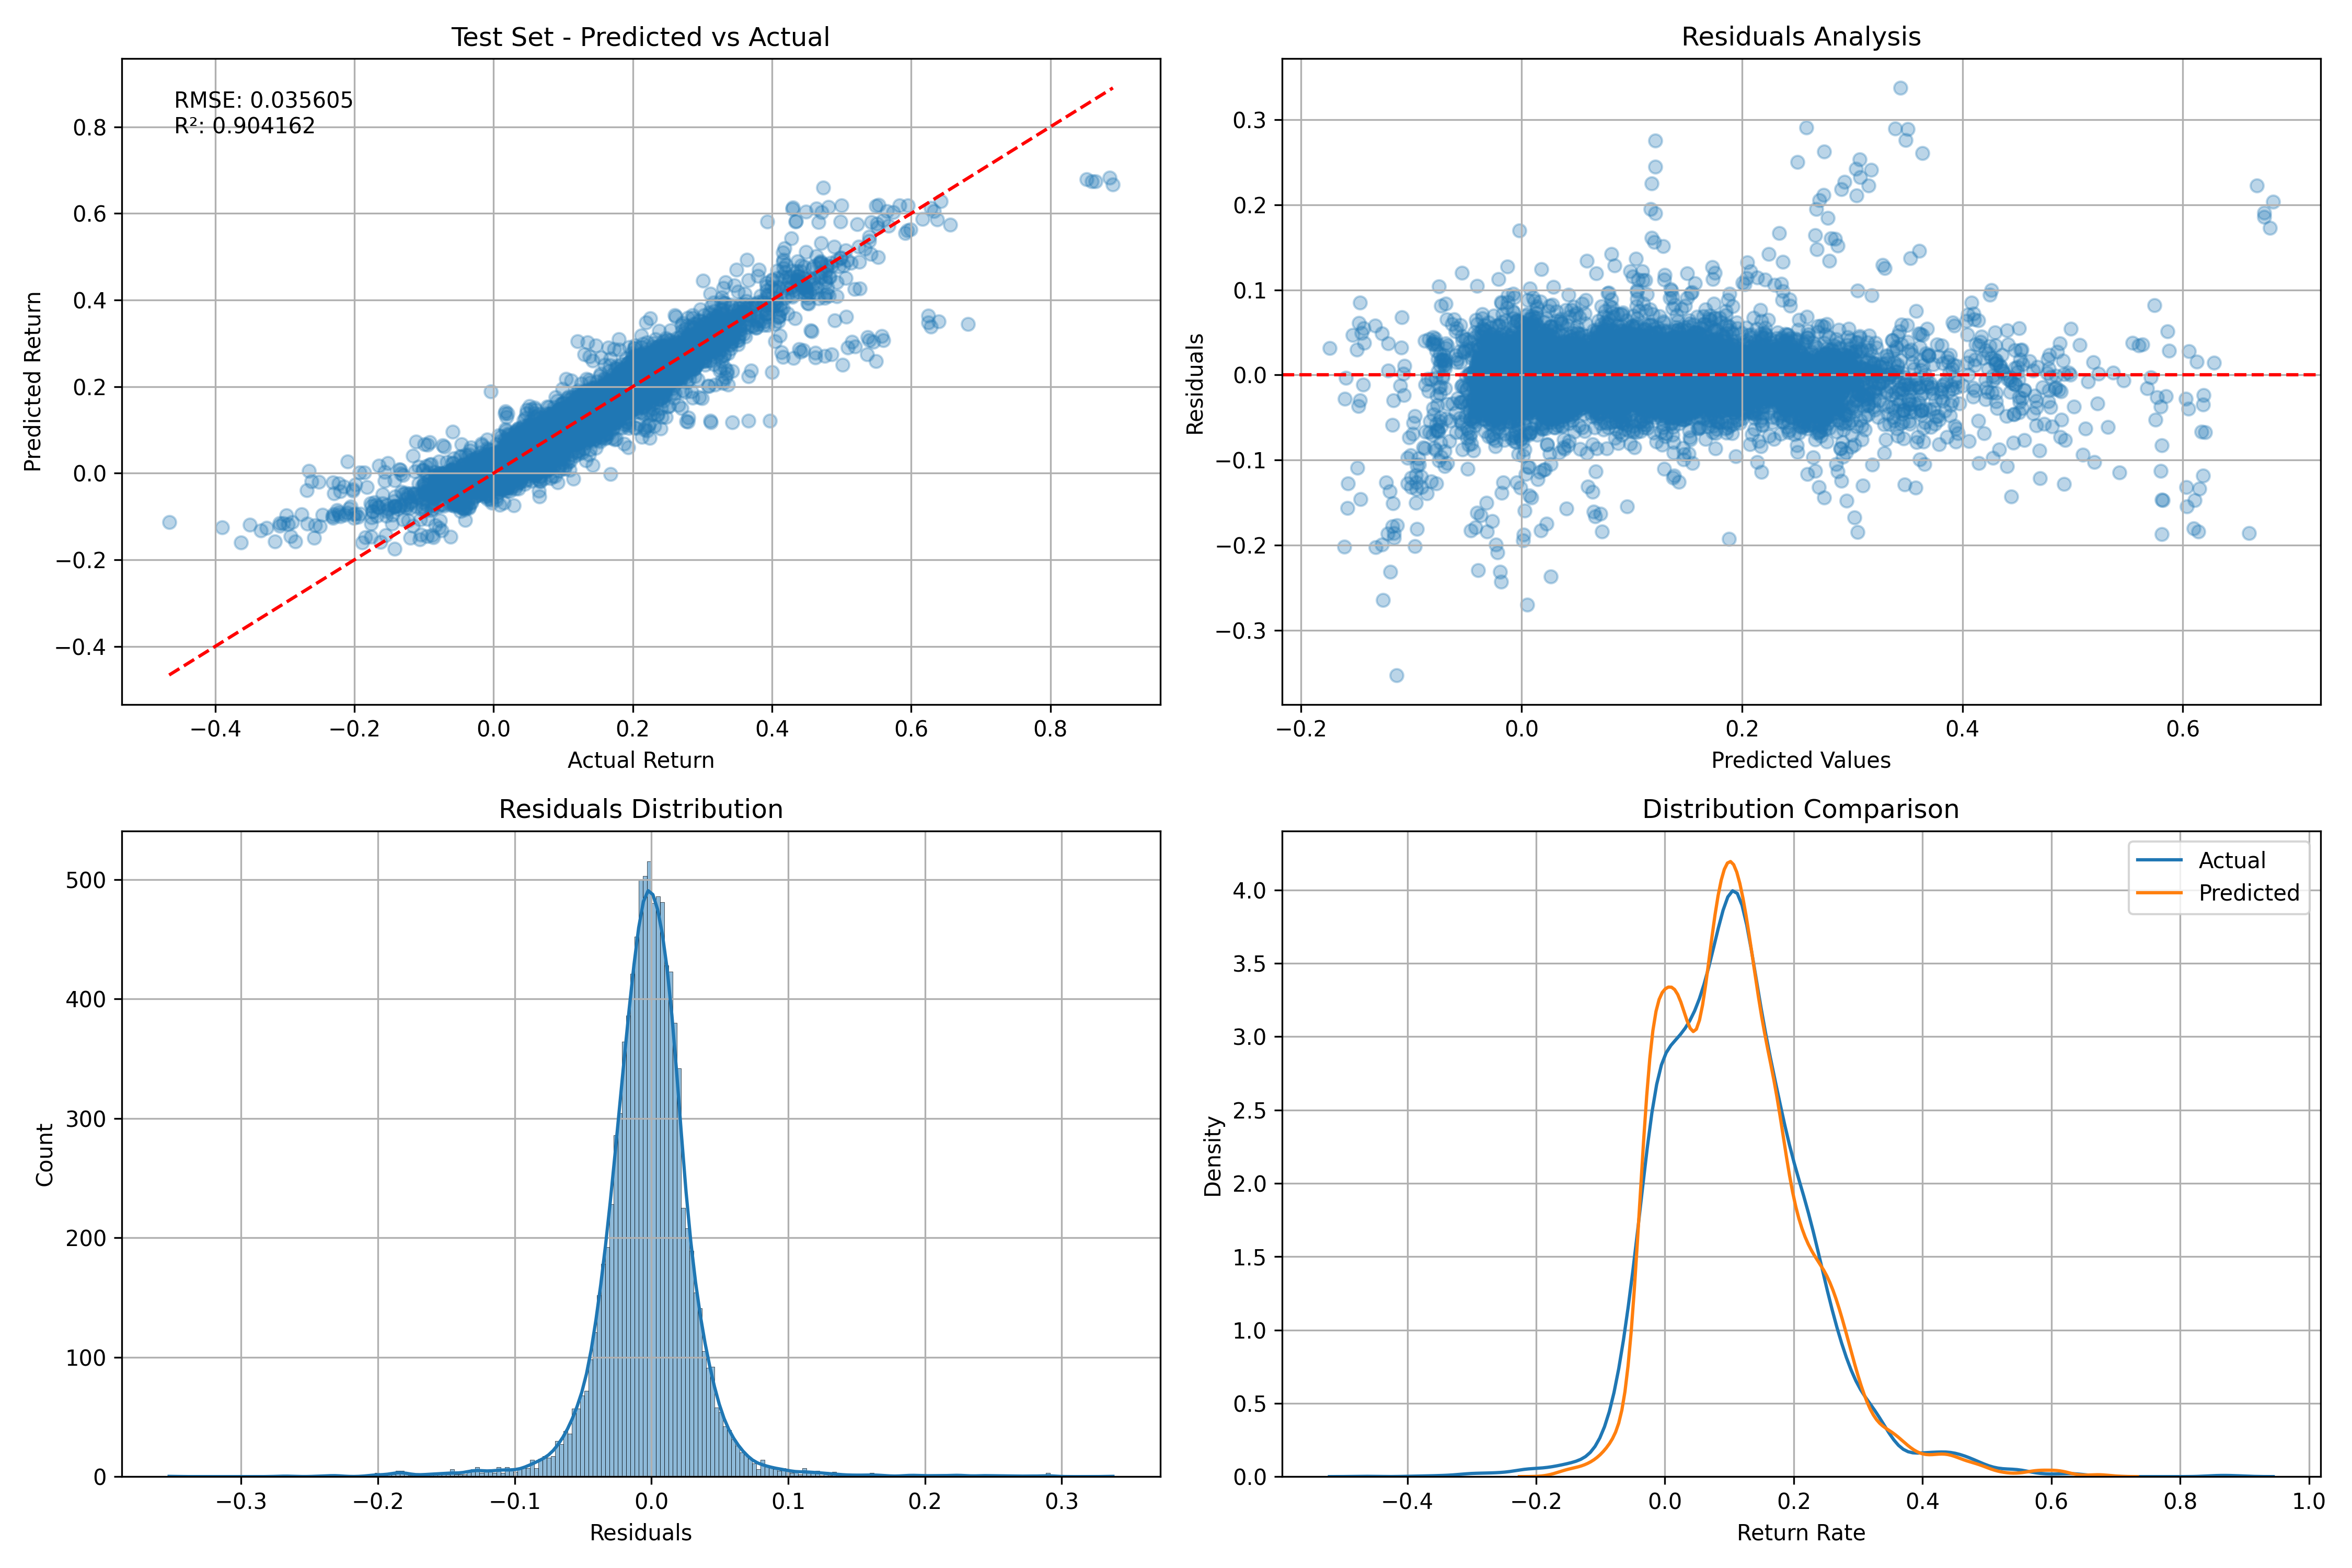 Test Set - Predicted vs Actual
RMSE: 0.035605
R²: 0.904162
0.8
0.6
0.4
0.2
0.0
−0.2
−0.4
Predicted Return
−0.4 −0.2 0.0 0.2 0.4 0.6 0.8
Actual Return
Residuals Analysis
0.3
0.2
0.1
0.0
−0.1
−0.2
−0.3
Residuals
−0.2 0.0 0.2 0.4 0.6
Predicted Values
Residuals Distribution
500
400
300
200
100
0
Count
−0.3 −0.2 −0.1 0.0 0.1 0.2 0.3
Residuals
Distribution Comparison
Actual
Predicted
4.0
3.5
3.0
2.5
2.0
1.5
1.0
0.5
0.0
Density
−0.4 −0.2 0.0 0.2 0.4 0.6 0.8 1.0
Return Rate